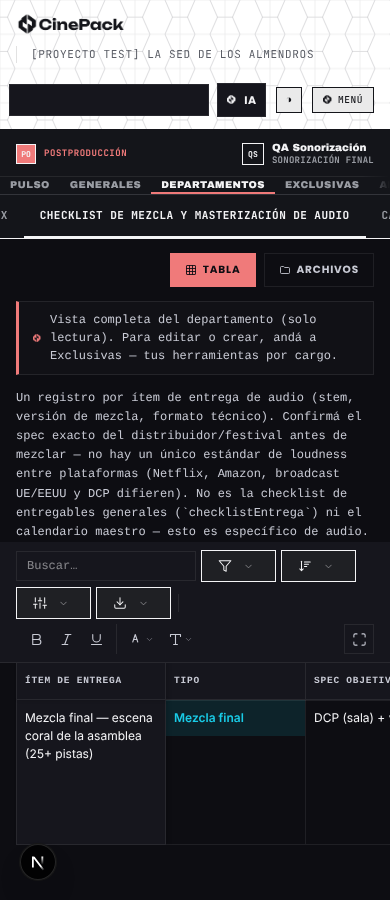 CinePack
[PROYECTO TEST] LA SED DE LOS ALMENDROS
IA
MENÚ
PO POSTPRODUCCIÓN
QS QA Sonorización
SONORIZACIÓN FINAL
PULSO GENERALES DEPARTAMENTOS EXCLUSIVAS A
X CHECKLIST DE MEZCLA Y MASTERIZACIÓN DE AUDIO CA
TABLA ARCHIVOS
Vista completa del departamento (solo
lectura). Para editar o crear, andá a
Exclusivas — tus herramientas por cargo.
Un registro por ítem de entrega de audio (stem,
versión de mezcla, formato técnico). Confirmá el
spec exacto del distribuidor/festival antes de
mezclar — no hay un único estándar de loudness
entre plataformas (Netflix, Amazon, broadcast
UE/EEUU y DCP difieren). No es la checklist de
entregables generales (`checklistEntrega`) ni el
calendario maestro — esto es específico de audio.
Buscar…
B I U A T
ÍTEM DE ENTREGA TIPO SPEC OBJETIV
Mezcla final — escena
coral de la asamblea
(25+ pistas)
Mezcla final
DCP (sala) +
N